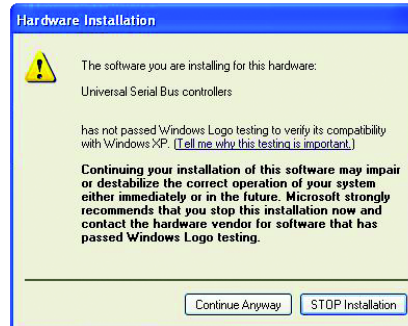 Hardware Installation
The software you are installing for this hardware:
Universal Serial Bus controllers
has not passed Windows Logo testing to verify its compatibility
with Windows XP. (Tell me why this testing is important.)
Continuing your installation of this software may impair
or destabilize the correct operation of your system
either immediately or in the future. Microsoft strongly
recommends that you stop this installation now and
contact the hardware vendor for software that has
passed Windows Logo testing.
Continue Anyway STOP Installation